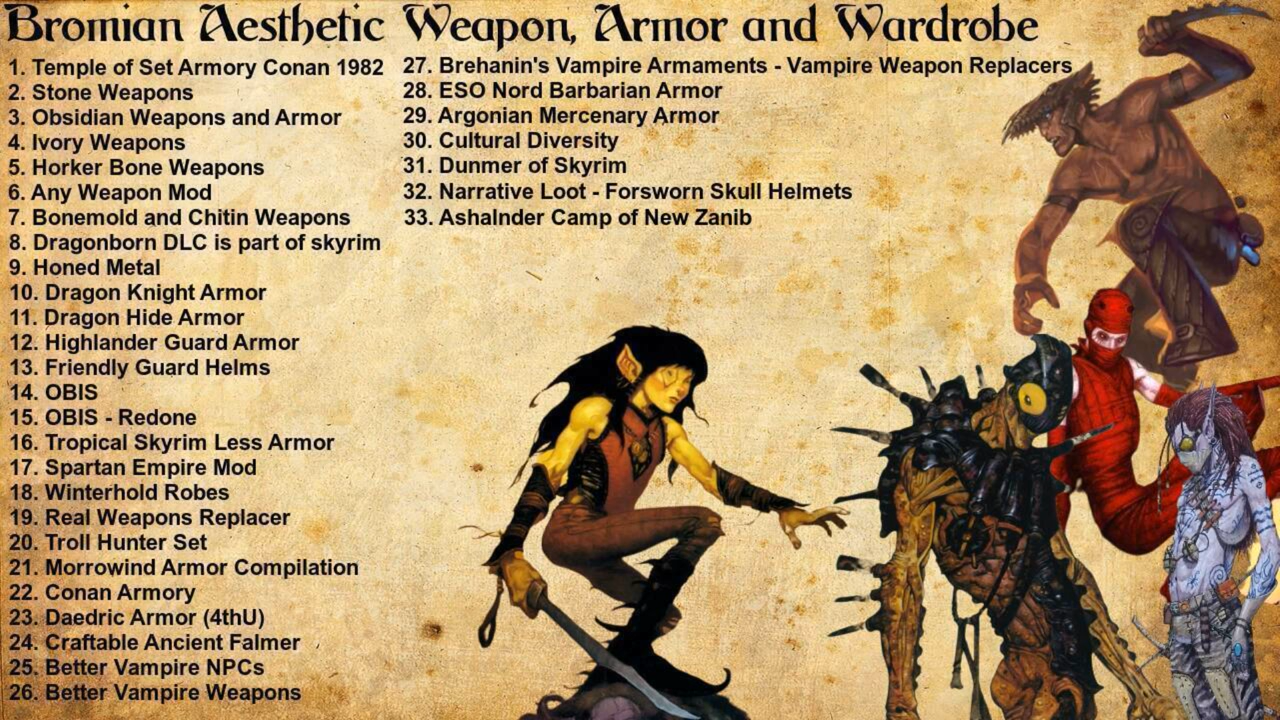 Bromian Aesthetic Weapon, Armor and Wardrobe
1. Temple of Set Armory Conan 1982
2. Stone Weapons
3. Obsidian Weapons and Armor
4. Ivory Weapons
5. Horker Bone Weapons
6. Any Weapon Mod
7. Bonemold and Chitin Weapons
8. Dragonborn DLC is part of skyrim
9. Honed Metal
10. Dragon Knight Armor
11. Dragon Hide Armor
12. Highlander Guard Armor
13. Friendly Guard Helms
14. OBIS
15. OBIS - Redone
16. Tropical Skyrim Less Armor
17. Spartan Empire Mod
18. Winterhold Robes
19. Real Weapons Replacer
20. Troll Hunter Set
21. Morrowind Armor Compilation
22. Conan Armory
23. Daedric Armor (4thU)
24. Craftable Ancient Falmer
25. Better Vampire NPCs
26. Better Vampire Weapons
27. Brehanin's Vampire Armaments - Vampire Weapon Replacers
28. ESO Nord Barbarian Armor
29. Argonian Mercenary Armor
30. Cultural Diversity
31. Dunmer of Skyrim
32. Narrative Loot - Forsworn Skull Helmets
33. Ashalnder Camp of New Zanib